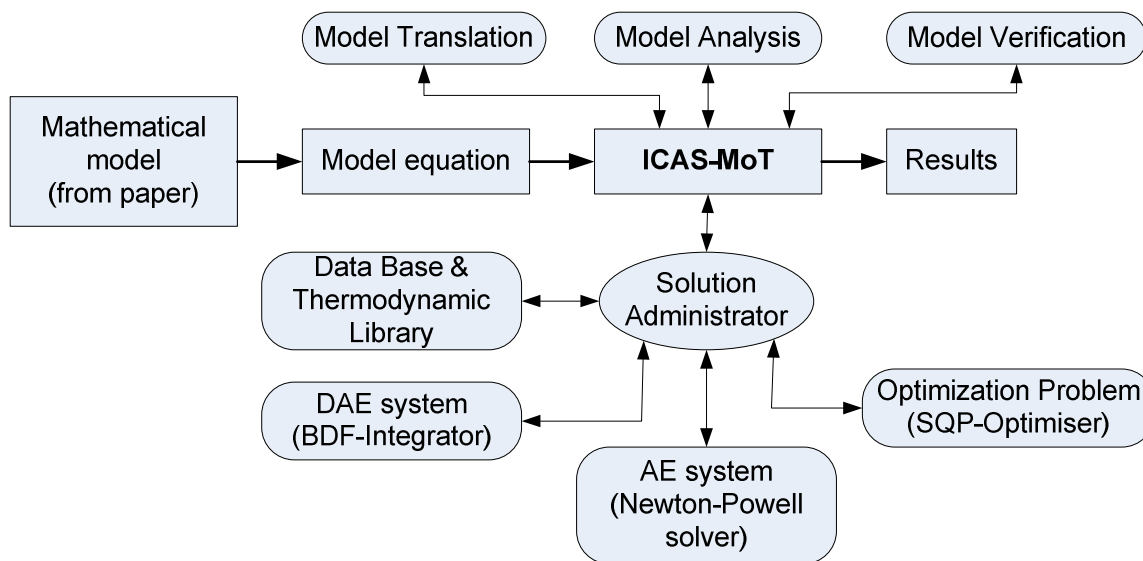 Model Translation
Model Analysis
Model Verification
Mathematical
model
(from paper)
Model equation
ICAS-MoT
Results
Data Base &
Thermodynamic
Library
Solution
Administrator
DAE system
(BDF-Integrator)
AE system
(Newton-Powell
solver)
Optimization Problem
(SQP-Optimiser)